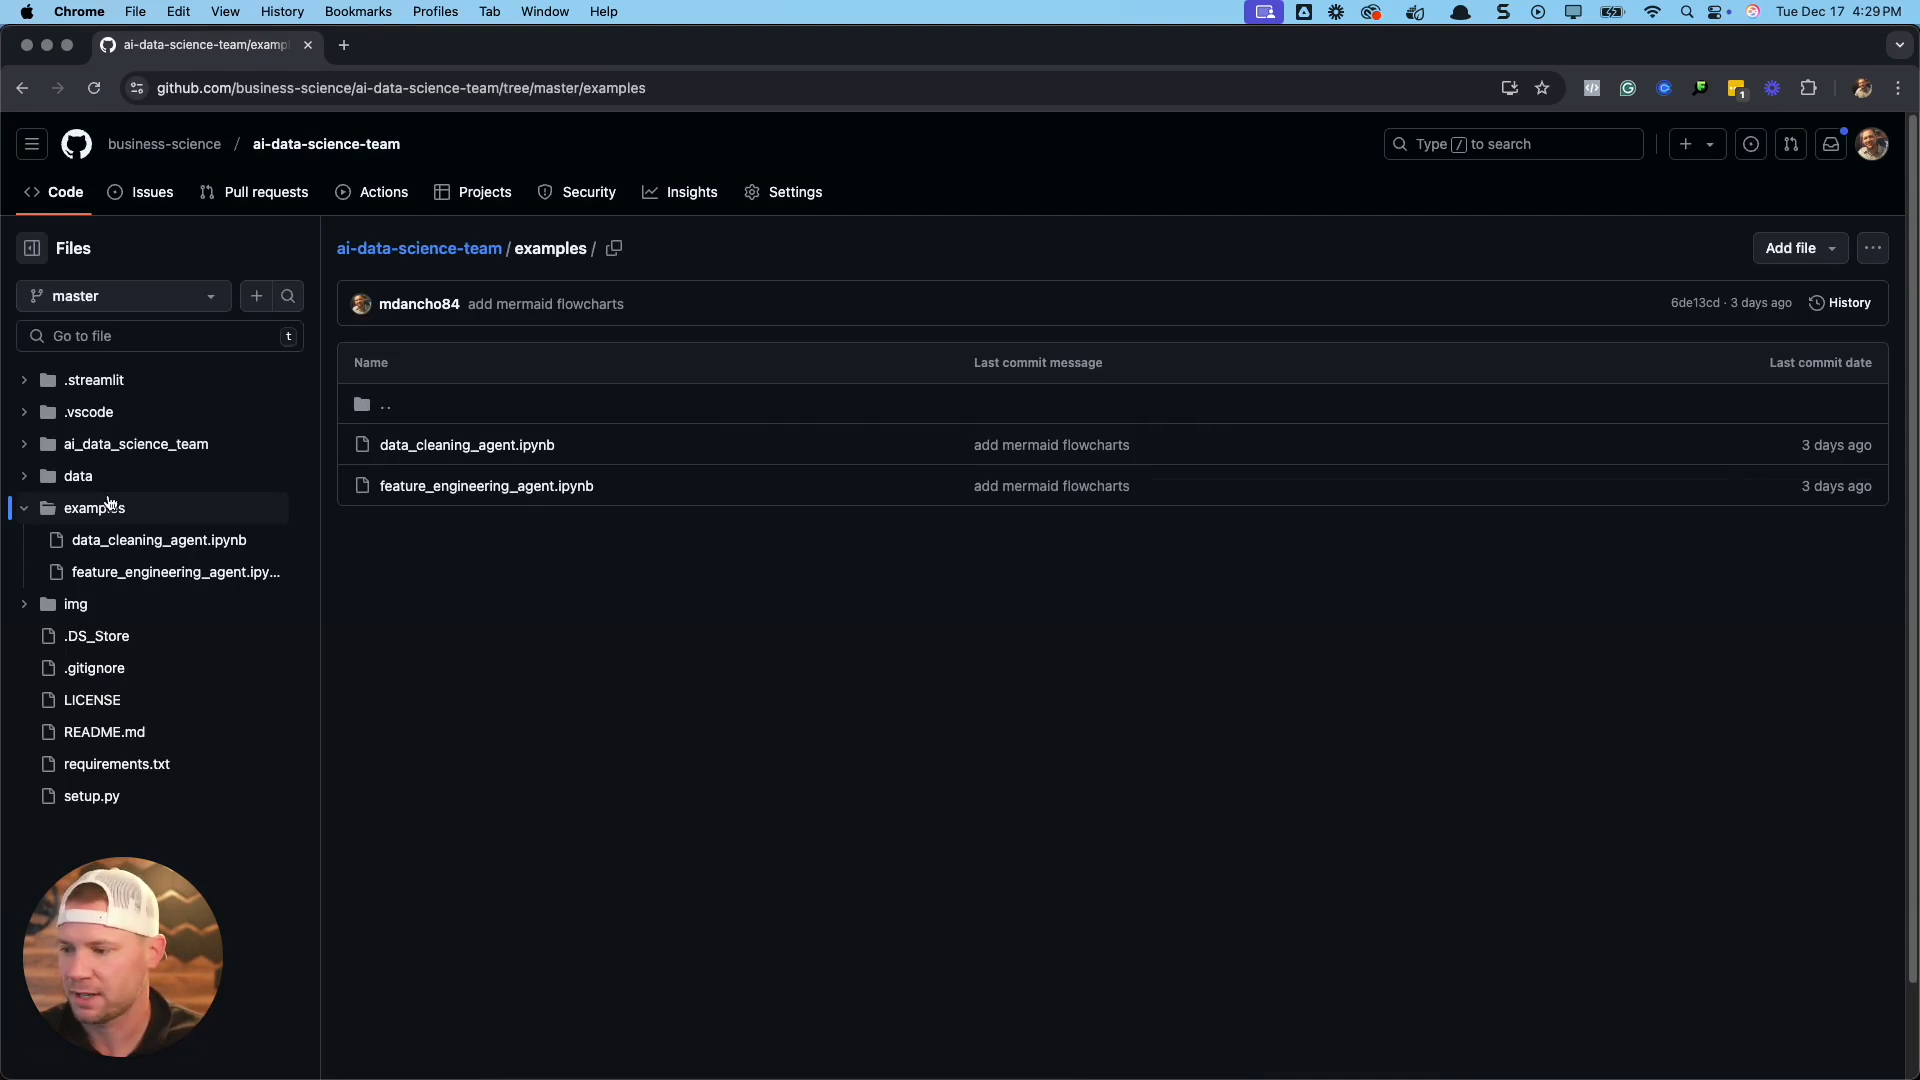 Chrome File Edit View History Bookmarks Profiles Tab Window Help Tue Dec 17 4:29 PM
ai-data-science-team/exampl
github.com/business-science/ai-data-science-team/tree/master/examples
1
business-science / ai-data-science-team
Type / to search
Code Issues Pull requests Actions Projects Security Insights Settings
Files
ai-data-science-team / examples /
Add file
master
mdancho84 add mermaid flowcharts
6de13cd · 3 days ago History
Go to file t
Name Last commit message Last commit date
.streamlit
..
.vscode
ai_data_science_team
data_cleaning_agent.ipynb add mermaid flowcharts 3 days ago
data
feature_engineering_agent.ipynb add mermaid flowcharts 3 days ago
examples
data_cleaning_agent.ipynb
feature_engineering_agent.ipy...
img
.DS_Store
.gitignore
LICENSE
README.md
requirements.txt
setup.py